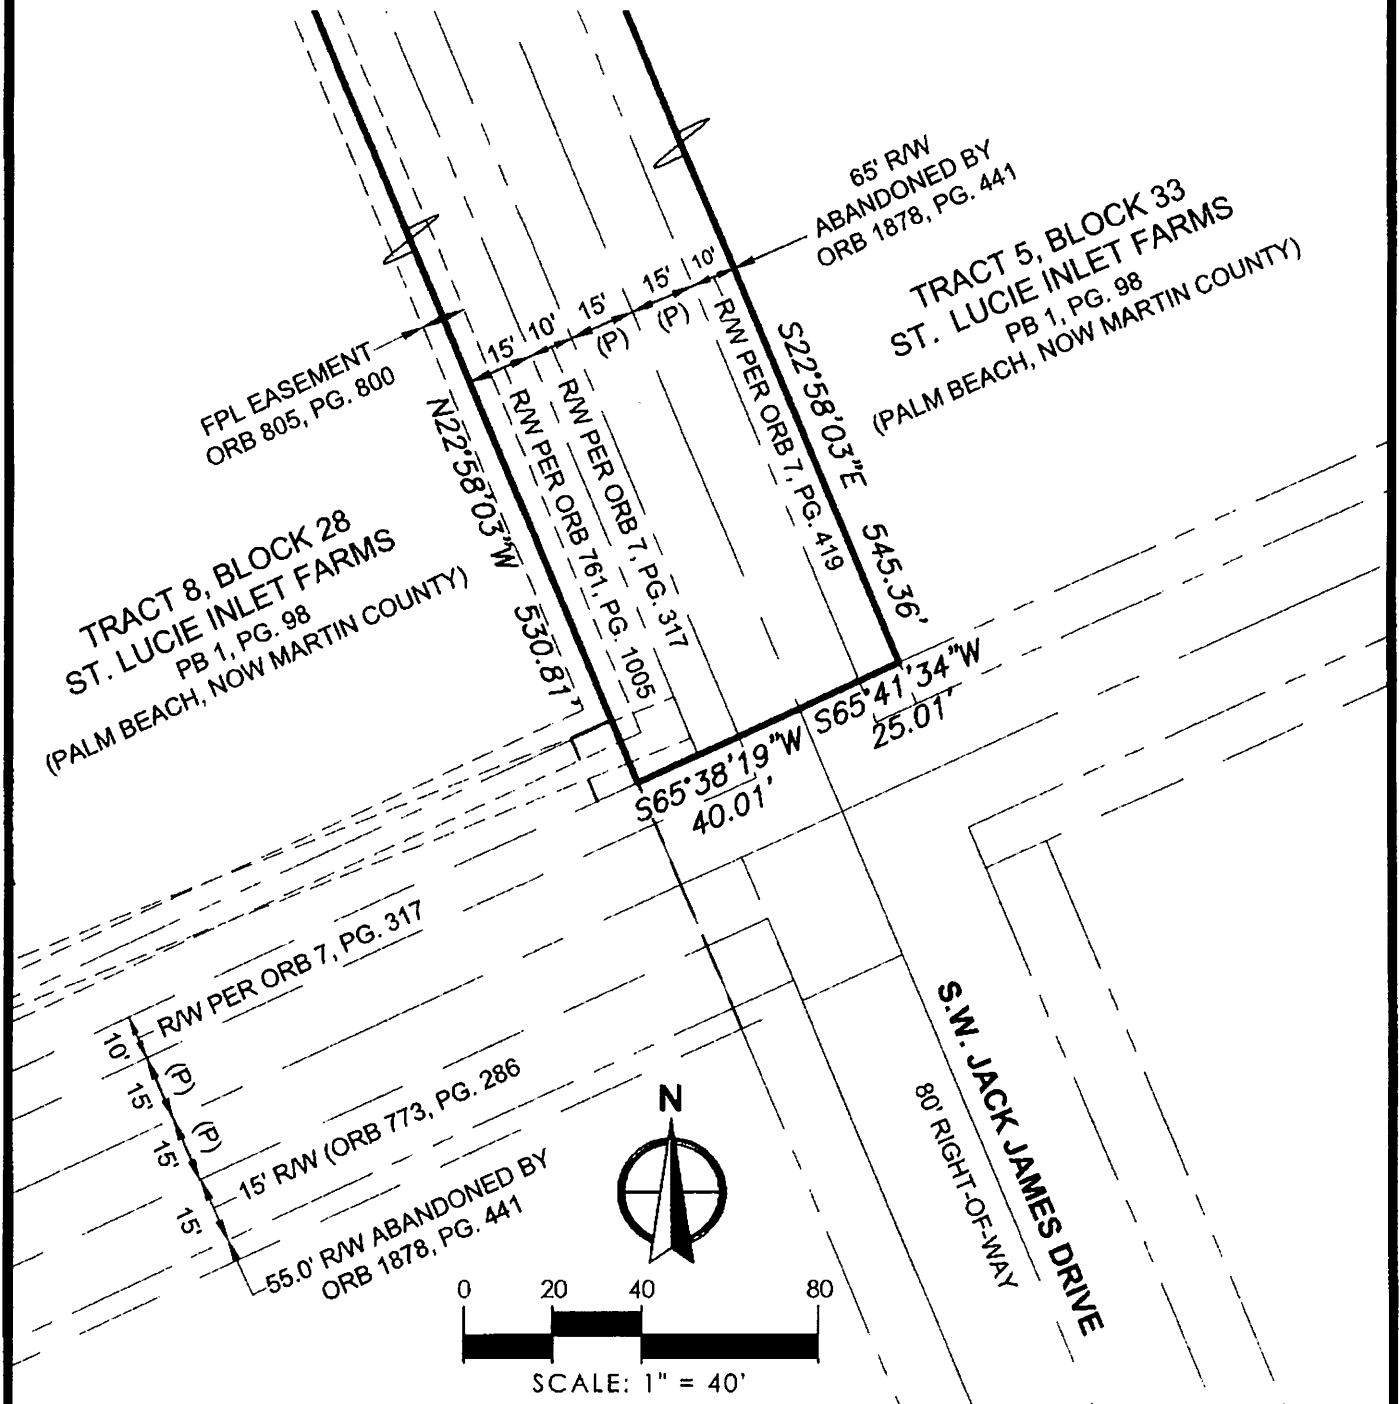 65' R/W
ABANDONED BY
ORB 1878, PG. 441
TRACT 5, BLOCK 33
ST. LUCIE INLET FARMS
PB 1, PG. 98
(PALM BEACH, NOW MARTIN COUNTY)
15'
10'
15'
(P)
15'
(P)
10'
FPL EASEMENT
ORB 805, PG. 800
R/W PER ORB 761, PG. 1005
R/W PER ORB 7, PG. 317
R/W PER ORB 7, PG. 419
N22°58'03"W
530.81'
S22°58'03"E
545.36'
TRACT 8, BLOCK 28
ST. LUCIE INLET FARMS
PB 1, PG. 98
(PALM BEACH, NOW MARTIN COUNTY)
S65°41'34"W
25.01'
S65°38'19"W
40.01'
R/W PER ORB 7, PG. 317
10'
(P)
15'
(P)
15'
15' R/W (ORB 773, PG. 286
15'
55.0' R/W ABANDONED BY
ORB 1878, PG. 441
S.W. JACK JAMES DRIVE
80' RIGHT-OF-WAY
N
0 20 40 80
SCALE: 1" = 40'